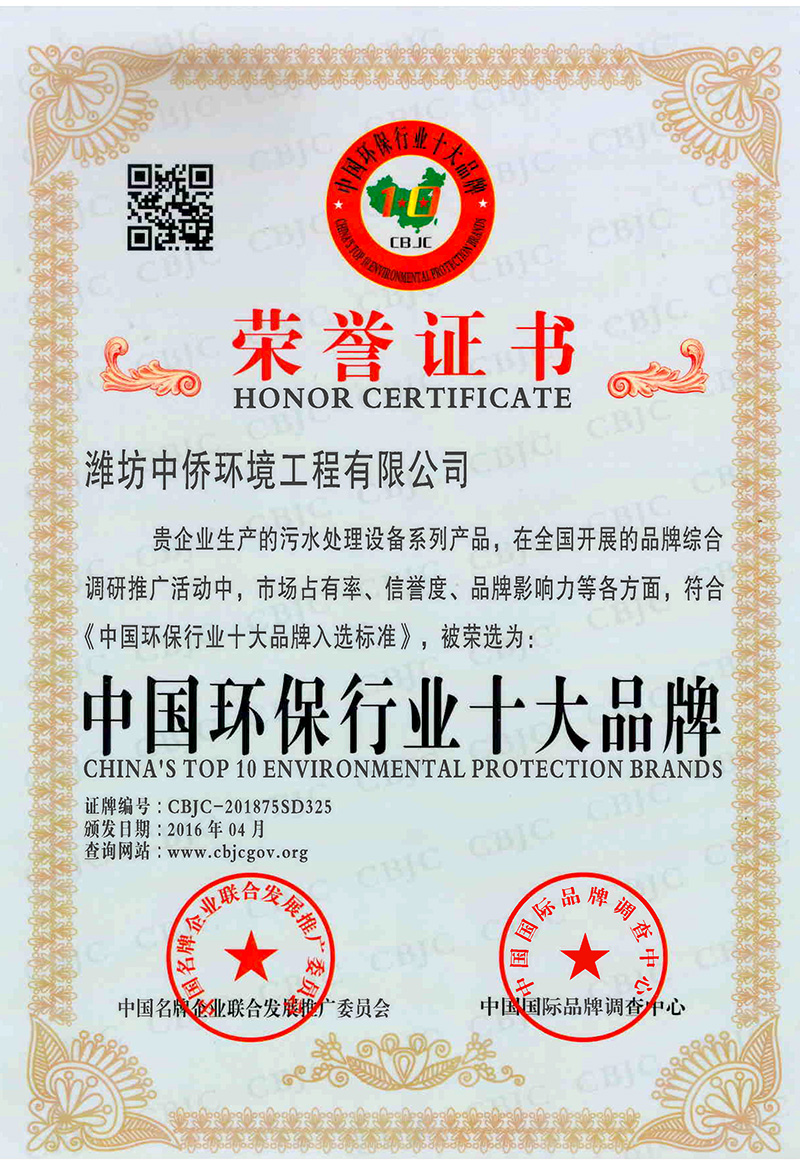 中国环保行业十大品牌
10
CBJC
CHINA'S TOP 10 ENVIRONMENTAL PROTECTION BRANDS
荣誉证书
HONOR CERTIFICATE
潍坊中侨环境工程有限公司
贵企业生产的污水处理设备系列产品，在全国开展的品牌综合
调研推广活动中，市场占有率、信誉度、品牌影响力等各方面，符合
《中国环保行业十大品牌入选标准》，被荣选为：
中国环保行业十大品牌
CHINA'S TOP 10 ENVIRONMENTAL PROTECTION BRANDS
证牌编号：CBJC-201875SD325
颁发日期：2016 年 04 月
查询网站：www.cbjcgov.org
中国名牌企业联合发展推广委员会
中国国际品牌调查中心
中国名牌企业联合发展推广委员会
中国国际品牌调查中心